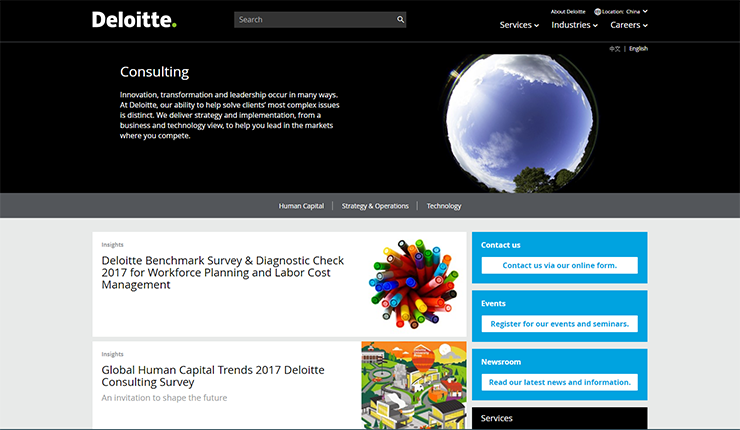 Deloitte.
Search
About Deloitte
Location: China
Services
Industries
Careers
中文 | English
Consulting
Innovation, transformation and leadership occur in many ways.
At Deloitte, our ability to help solve clients' most complex issues
is distinct. We deliver strategy and implementation, from a
business and technology view, to help you lead in the markets
where you compete.
Human Capital | Strategy & Operations | Technology
Insights
Deloitte Benchmark Survey & Diagnostic Check
2017 for Workforce Planning and Labor Cost
Management
Insights
Global Human Capital Trends 2017 Deloitte
Consulting Survey
An invitation to shape the future
Contact us
Contact us via our online form.
Events
Register for our events and seminars.
Newsroom
Read our latest news and information.
Services